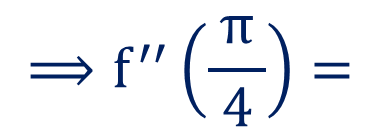 ⟹ f″(π/4) =